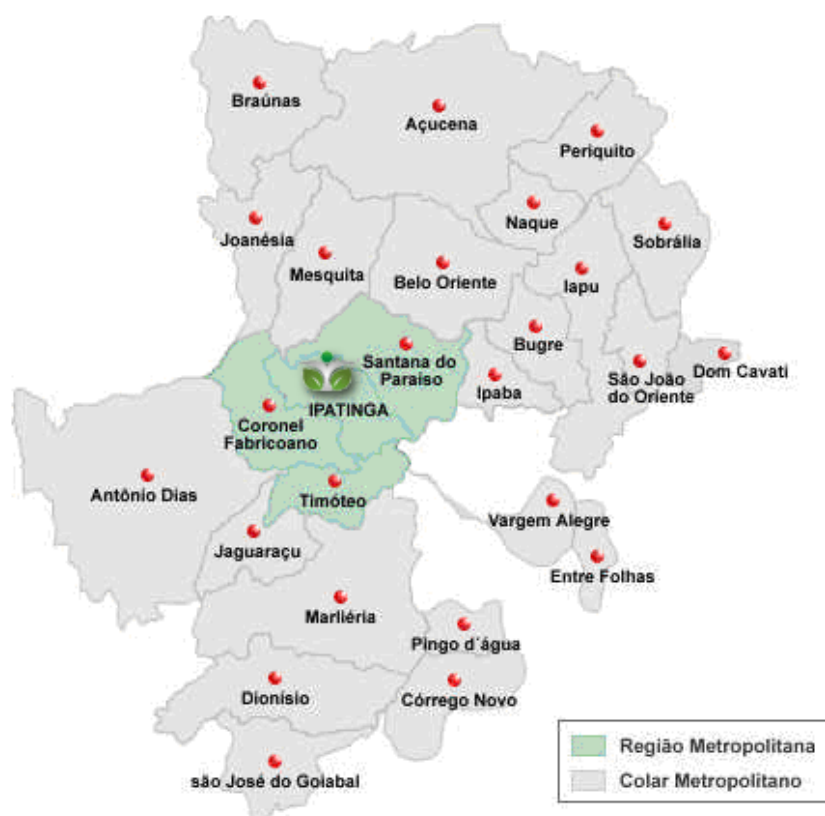 Braúnas
Açucena
Periquito
Naque
Joanésia
Sobrália
Mesquita
Belo Oriente
Iapu
Bugre
Santana do
Paraiso
Dom Cavati
Ipaba
São João
do Oriente
IPATINGA
Coronel
Fabricoano
Antônio Dias
Timóteo
Vargem Alegre
Jaguaraçu
Entre Folhas
Marliéria
Pingo d´água
Dionísio
Córrego Novo
são José do Goiabal
Região Metropolitana
Colar Metropolitano